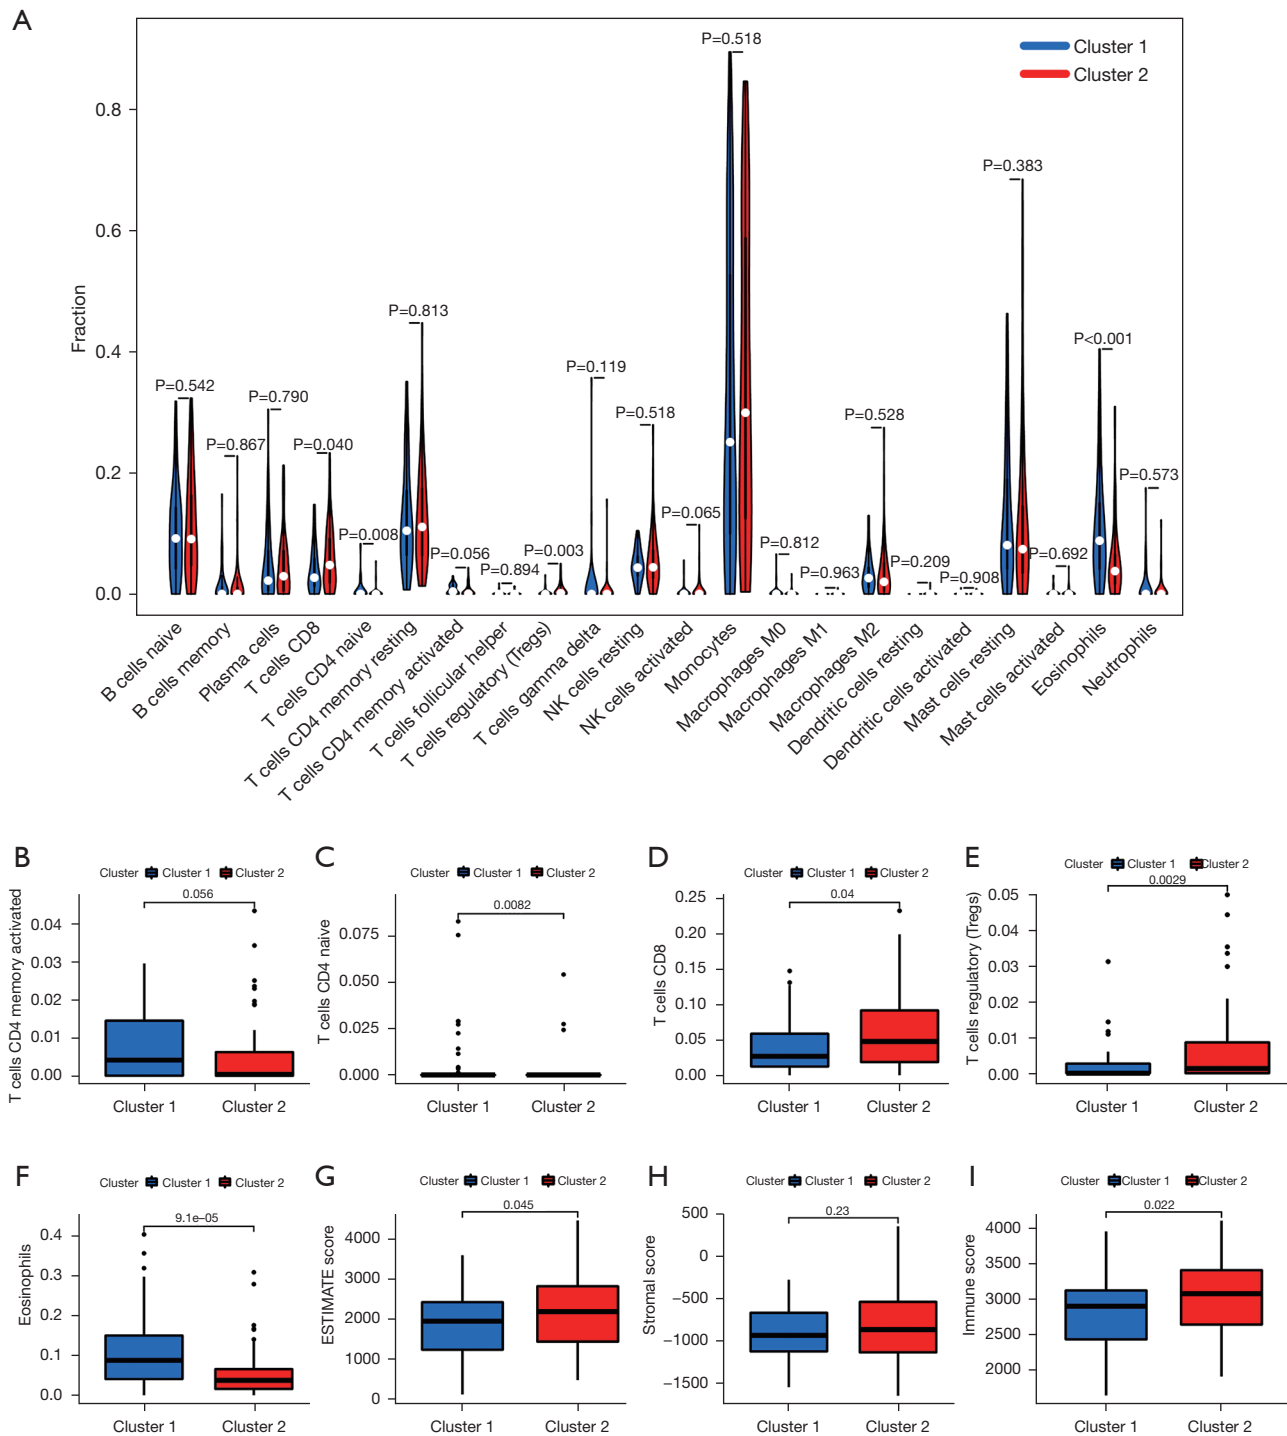 A
Cluster 1
Cluster 2
Fraction
0.8
0.6
0.4
0.2
0.0
P=0.542
P=0.867
P=0.790
P=0.040
P=0.008
P=0.813
P=0.056
P=0.894
P=0.003
P=0.119
P=0.518
P=0.065
P=0.518
P=0.812
P=0.963
P=0.528
P=0.209
P=0.908
P=0.383
P=0.692
P<0.001
P=0.573
B cells naive
B cells memory
Plasma cells
T cells CD8
T cells CD4 naive
T cells CD4 memory resting
T cells CD4 memory activated
T cells follicular helper
T cells regulatory (Tregs)
T cells gamma delta
NK cells resting
NK cells activated
Monocytes
Macrophages M0
Macrophages M1
Macrophages M2
Dendritic cells resting
Dendritic cells activated
Mast cells resting
Mast cells activated
Eosinophils
Neutrophils
B
Cluster Cluster 1 Cluster 2
0.056
T cells CD4 memory activated
0.04
0.03
0.02
0.01
0.00
Cluster 1 Cluster 2
C
Cluster Cluster 1 Cluster 2
0.0082
T cells CD4 naive
0.075
0.050
0.025
0.000
Cluster 1 Cluster 2
D
Cluster Cluster 1 Cluster 2
0.04
T cells CD8
0.25
0.20
0.15
0.10
0.05
0.00
Cluster 1 Cluster 2
E
Cluster Cluster 1 Cluster 2
0.0029
T cells regulatory (Tregs)
0.05
0.04
0.03
0.02
0.01
0.00
Cluster 1 Cluster 2
F
Cluster Cluster 1 Cluster 2
9.1e−05
Eosinophils
0.4
0.3
0.2
0.1
0.0
Cluster 1 Cluster 2
G
Cluster Cluster 1 Cluster 2
0.045
ESTIMATE score
4000
3000
2000
1000
0
Cluster 1 Cluster 2
H
Cluster Cluster 1 Cluster 2
0.23
Stromal score
500
0
−500
−1000
−1500
Cluster 1 Cluster 2
I
Cluster Cluster 1 Cluster 2
0.022
Immune score
4000
3000
2500
2000
Cluster 1 Cluster 2